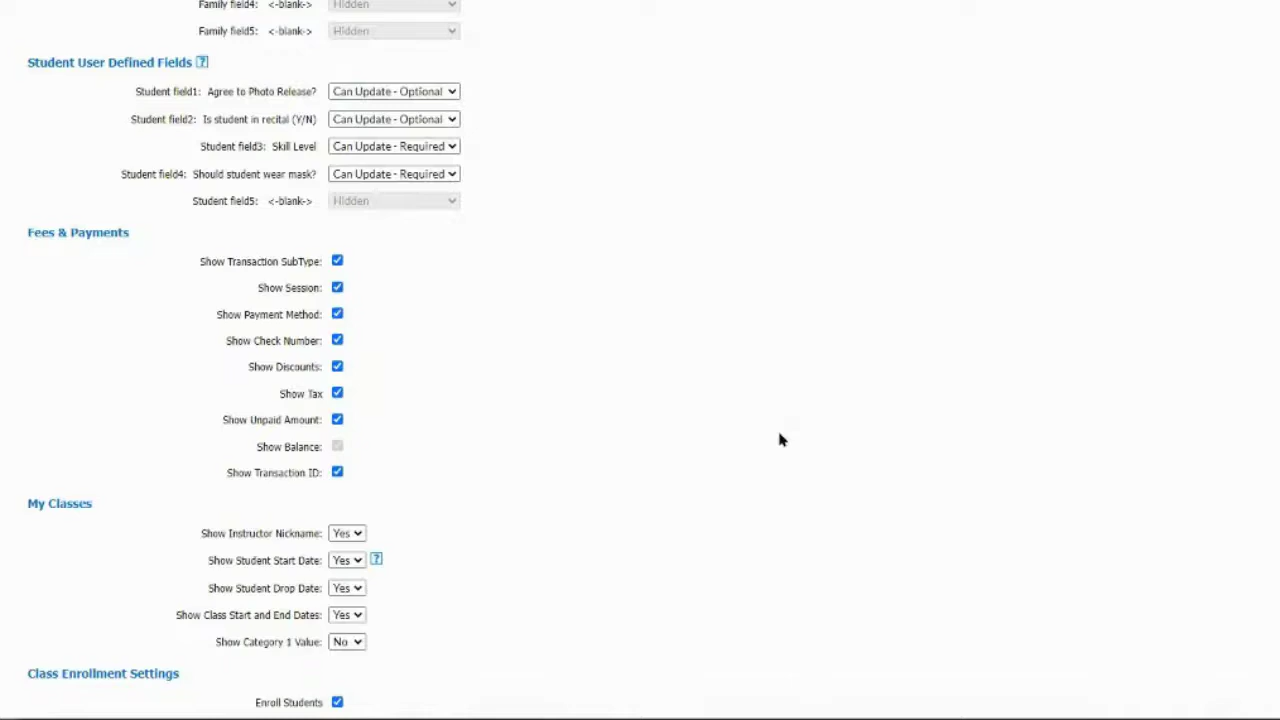 Family field4: <-blank-> Hidden
Family field5: <-blank-> Hidden
Student User Defined Fields ?
Student field1: Agree to Photo Release? Can Update - Optional
Student field2: Is student in recital (Y/N) Can Update - Optional
Student field3: Skill Level Can Update - Required
Student field4: Should student wear mask? Can Update - Required
Student field5: <-blank-> Hidden
Fees & Payments
Show Transaction SubType:
Show Session:
Show Payment Method:
Show Check Number:
Show Discounts:
Show Tax
Show Unpaid Amount:
Show Balance:
Show Transaction ID:
My Classes
Show Instructor Nickname: Yes
Show Student Start Date: Yes ?
Show Student Drop Date: Yes
Show Class Start and End Dates: Yes
Show Category 1 Value: No
Class Enrollment Settings
Enroll Students